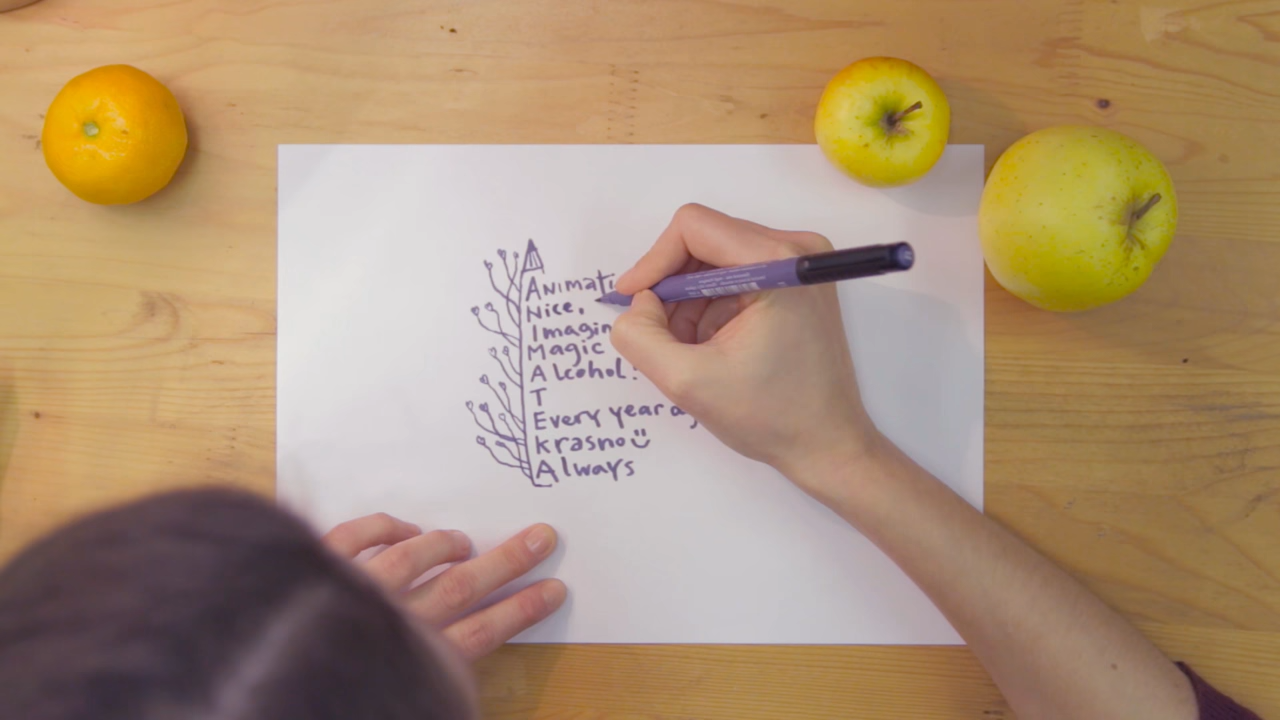 Animati
Nice,
Imagin
Magic
Alcohol!
T
Every year
krasno
Always